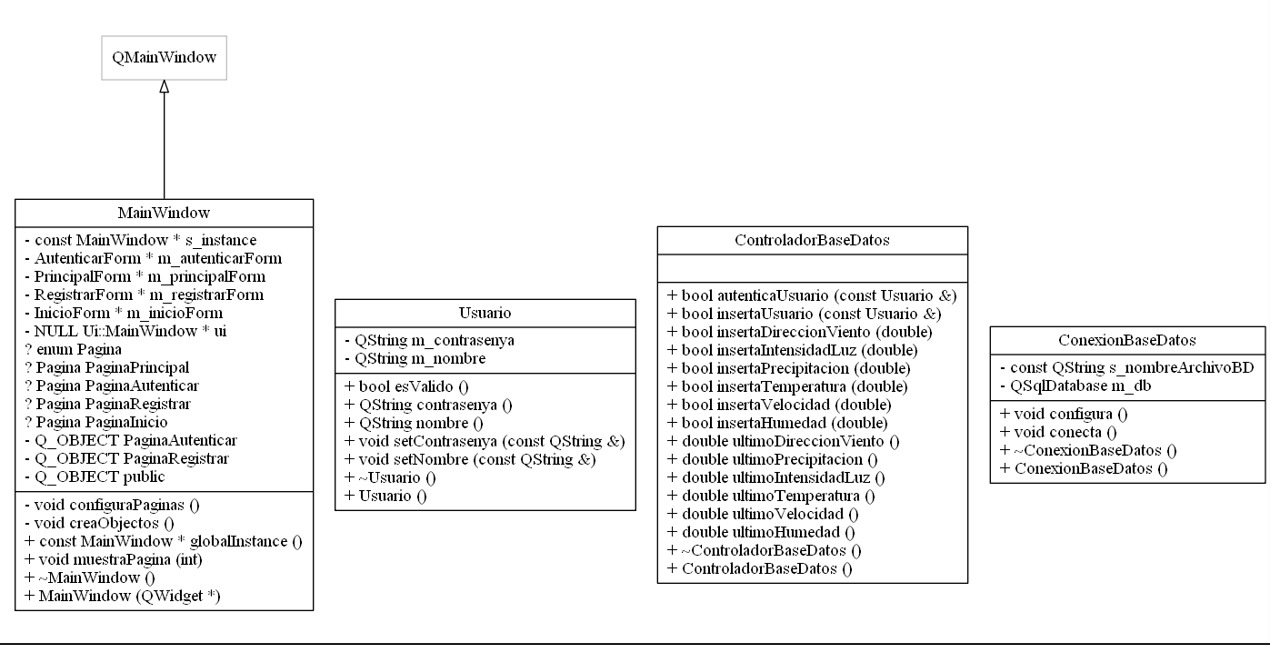 QMainWindow
MainWindow
- const MainWindow * s_instance
- AutenticarForm * m_autenticarForm
- PrincipalForm * m_principalForm
- RegistrarForm * m_registrarForm
- InicioForm * m_inicioForm
- NULL Ui::MainWindow * ui
? enum Pagina
? Pagina PaginaPrincipal
? Pagina PaginaAutenticar
? Pagina PaginaRegistrar
? Pagina PaginaInicio
- Q_OBJECT PaginaAutenticar
- Q_OBJECT PaginaRegistrar
- Q_OBJECT public
- void configuraPaginas ()
- void creaObjectos ()
+ const MainWindow * globalInstance ()
+ void muestraPagina (int)
+ ~MainWindow ()
+ MainWindow (QWidget *)
Usuario
- QString m_contrasenya
- QString m_nombre
+ bool esValido ()
+ QString contrasenya ()
+ QString nombre ()
+ void setContrasenya (const QString &)
+ void setNombre (const QString &)
+ ~Usuario ()
+ Usuario ()
ControladorBaseDatos
+ bool autenticaUsuario (const Usuario &)
+ bool insertaUsuario (const Usuario &)
+ bool insertaDireccionViento (double)
+ bool insertaIntensidadLuz (double)
+ bool insertaPrecipitacion (double)
+ bool insertaTemperatura (double)
+ bool insertaVelocidad (double)
+ bool insertaHumedad (double)
+ double ultimoDireccionViento ()
+ double ultimoPrecipitacion ()
+ double ultimoIntensidadLuz ()
+ double ultimoTemperatura ()
+ double ultimoVelocidad ()
+ double ultimoHumedad ()
+ ~ControladorBaseDatos ()
+ ControladorBaseDatos ()
ConexionBaseDatos
- const QString s_nombreArchivoBD
- QSqlDatabase m_db
+ void configura ()
+ void conecta ()
+ ~ConexionBaseDatos ()
+ ConexionBaseDatos ()